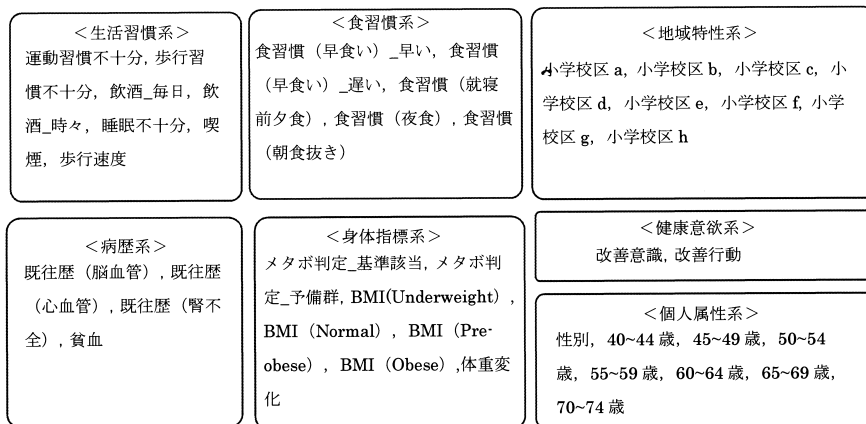 ＜生活習慣系＞
運動習慣不十分, 歩行習
慣不十分, 飲酒_毎日, 飲
酒_時々, 睡眠不十分, 喫
煙, 歩行速度
＜食習慣系＞
食習慣（早食い）_早い, 食習慣
（早食い）_遅い, 食習慣（就寝
前夕食）, 食習慣（夜食）, 食習慣
（朝食抜き）
＜地域特性系＞
小学校区 a, 小学校区 b, 小学校区 c, 小
学校区 d, 小学校区 e, 小学校区 f, 小学
校区 g, 小学校区 h
＜病歴系＞
既往歴（脳血管）, 既往歴
（心血管）, 既往歴（腎不
全）, 貧血
＜身体指標系＞
メタボ判定_基準該当, メタボ判
定_予備群, BMI(Underweight）,
BMI（Normal）, BMI（Pre-
obese）, BMI（Obese）,体重変
化
＜健康意欲系＞
改善意識, 改善行動
＜個人属性系＞
性別, 40~44 歳, 45~49 歳, 50~54
歳, 55~59 歳, 60~64 歳, 65~69 歳,
70~74 歳